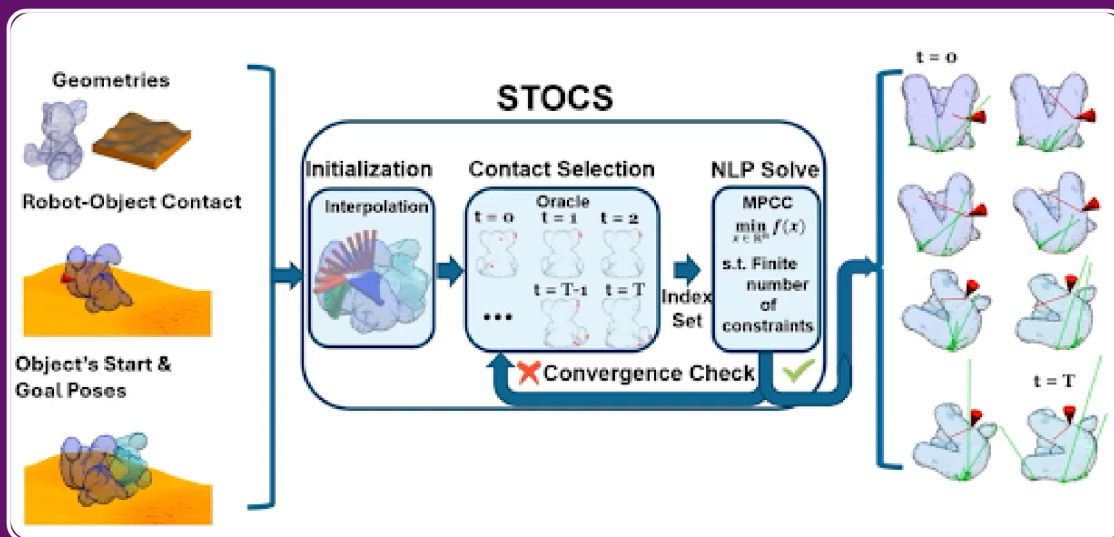 Geometries
Robot-Object Contact
Object's Start &
Goal Poses
STOCS
Initialization
Interpolation
Contact Selection
Oracle
t = 0
t = 1
t = 2
...
t = T-1
t = T
Index
Set
NLP Solve
MPCC
min f(x)
x ∈ ℝⁿ
s.t. Finite
number
of
constraints
Convergence Check
t = 0
t = T